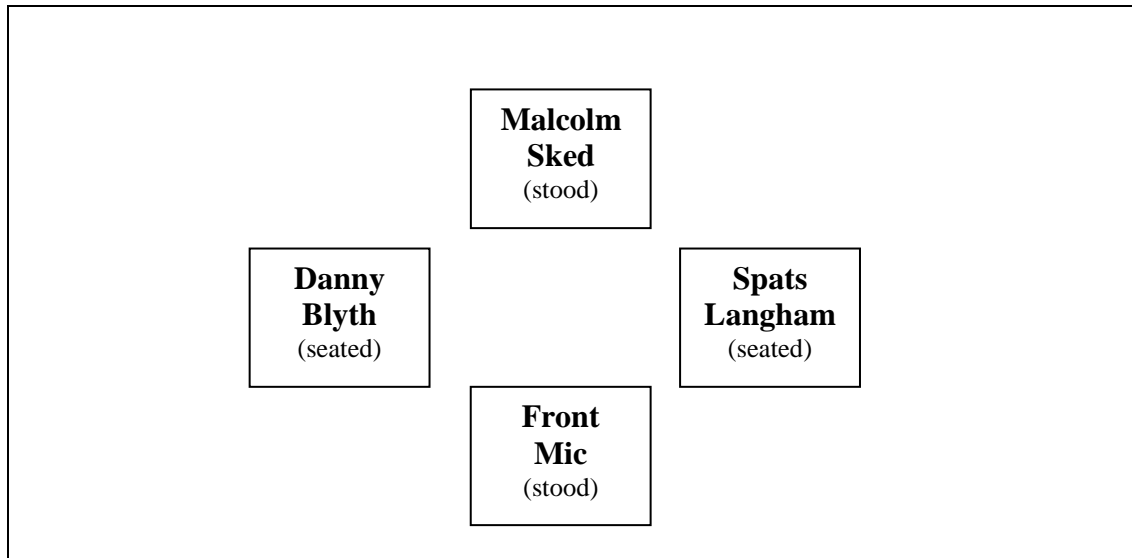 Malcolm
Sked
(stood)
Danny
Blyth
(seated)
Spats
Langham
(seated)
Front
Mic
(stood)